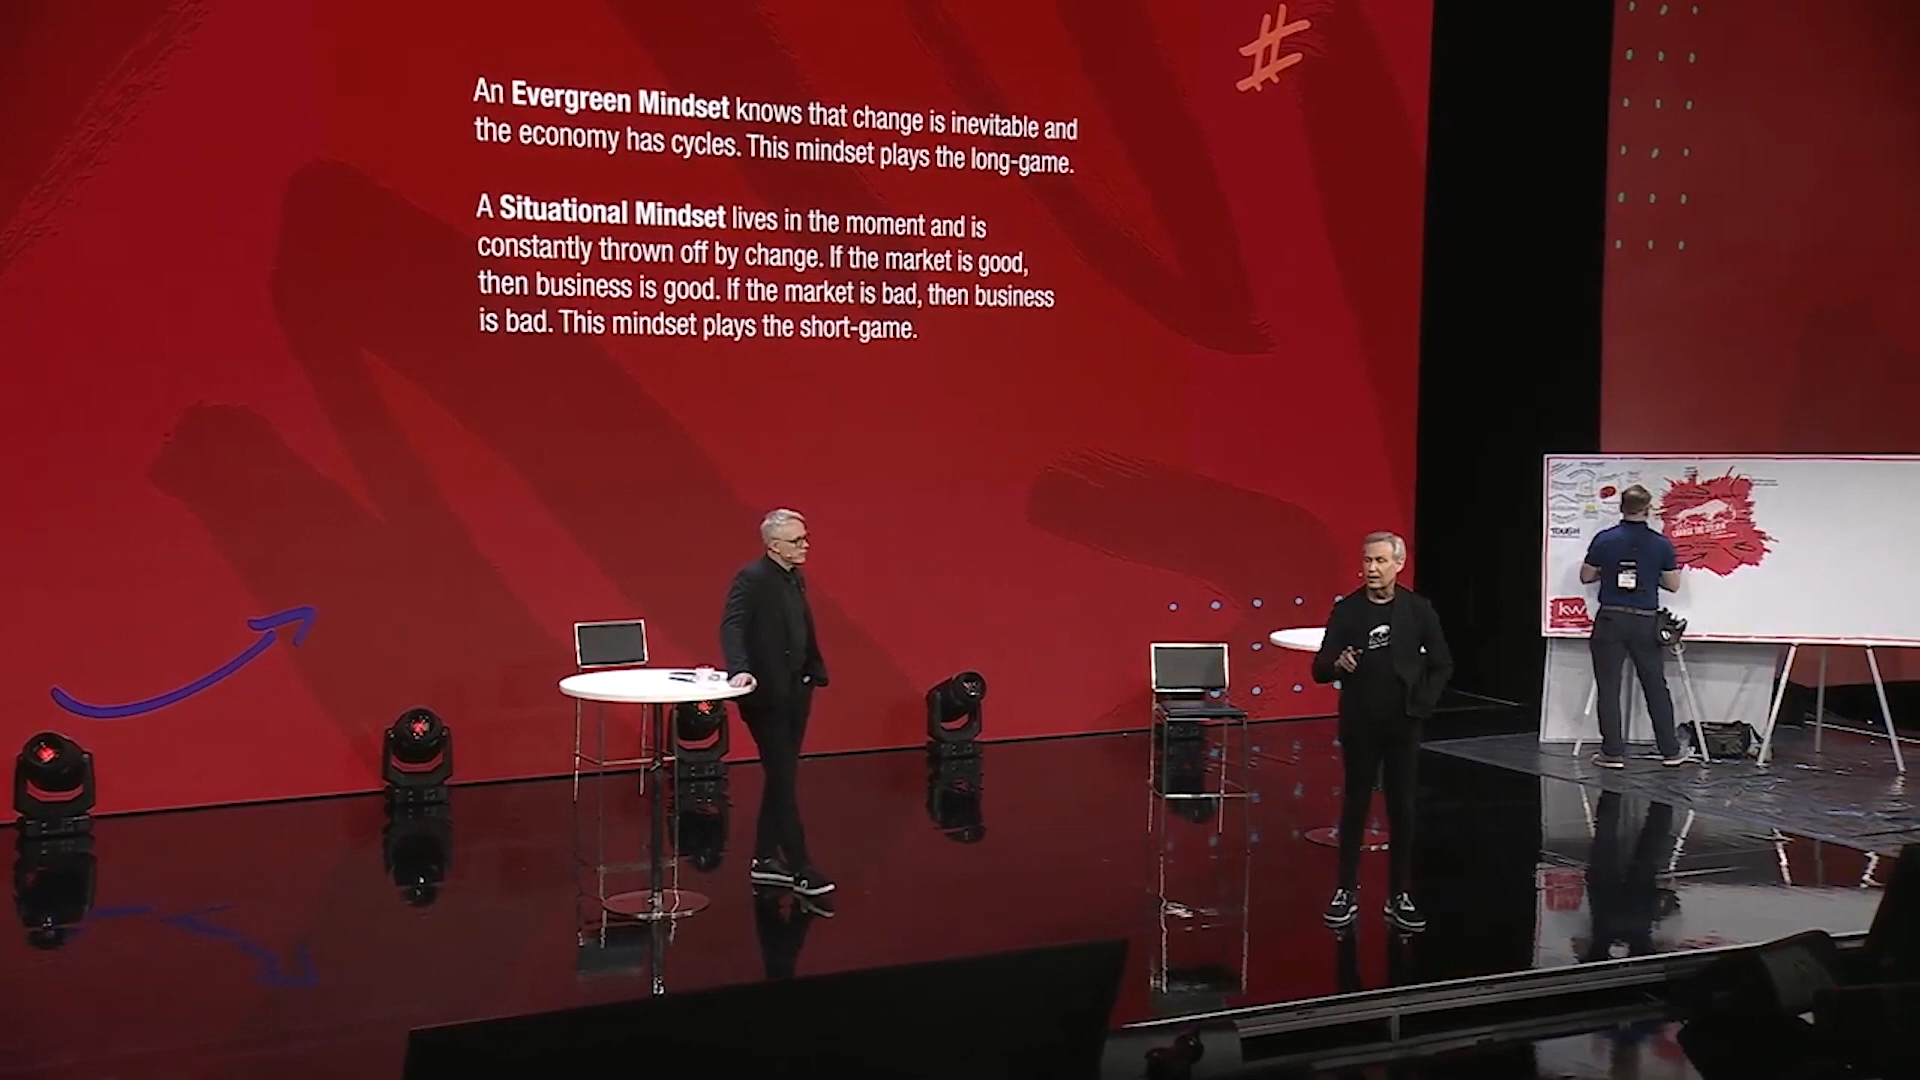 #
An Evergreen Mindset knows that change is inevitable and
the economy has cycles. This mindset plays the long-game.
A Situational Mindset lives in the moment and is
constantly thrown off by change. If the market is good,
then business is good. If the market is bad, then business
is bad. This mindset plays the short-game.
TOUGH
kw